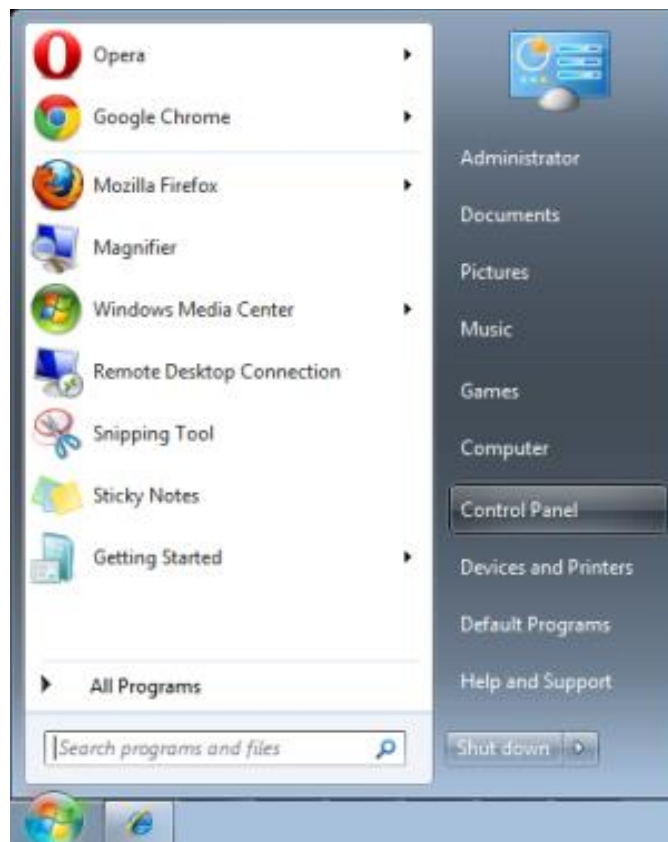 Opera
Google Chrome
Mozilla Firefox
Magnifier
Windows Media Center
Remote Desktop Connection
Snipping Tool
Sticky Notes
Getting Started
All Programs
Search programs and files
Administrator
Documents
Pictures
Music
Games
Computer
Control Panel
Devices and Printers
Default Programs
Help and Support
Shut down